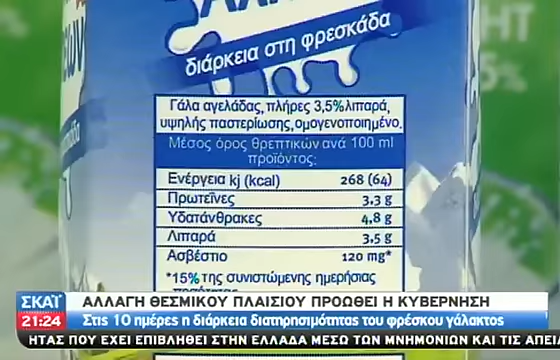 διάρκεια στη φρεσκάδα
Γάλα αγελάδας, πλήρες 3,5% λιπαρά,
υψηλής παστερίωσης, ομογενοποιημένο.
Μέσος όρος θρεπτικών ανά 100 ml
προϊόντος:
Ενέργεια kj (kcal) 268 (64)
Πρωτεΐνες 3,3 g
Υδατάνθρακες 4,8 g
Λιπαρά 3,5 g
Ασβέστιο 120 mg*
*15% της συνιστώμενης ημερήσιας
ΣΚΑΪ
ΑΛΛΑΓΗ ΘΕΣΜΙΚΟΥ ΠΛΑΙΣΙΟΥ ΠΡΟΩΘΕΙ Η ΚΥΒΕΡΝΗΣΗ
21:24
Στις 10 ημέρες η διάρκεια διατηρησιμότητας του φρέσκου γάλακτος
ΗΤΑΣ ΠΟΥ ΕΧΕΙ ΕΠΙΒΛΗΘΕΙ ΣΤΗΝ ΕΛΛΑΔΑ ΜΕΣΩ ΤΩΝ ΜΝΗΜΟΝΙΩΝ ΚΑΙ ΤΙΣ ΑΠΕ